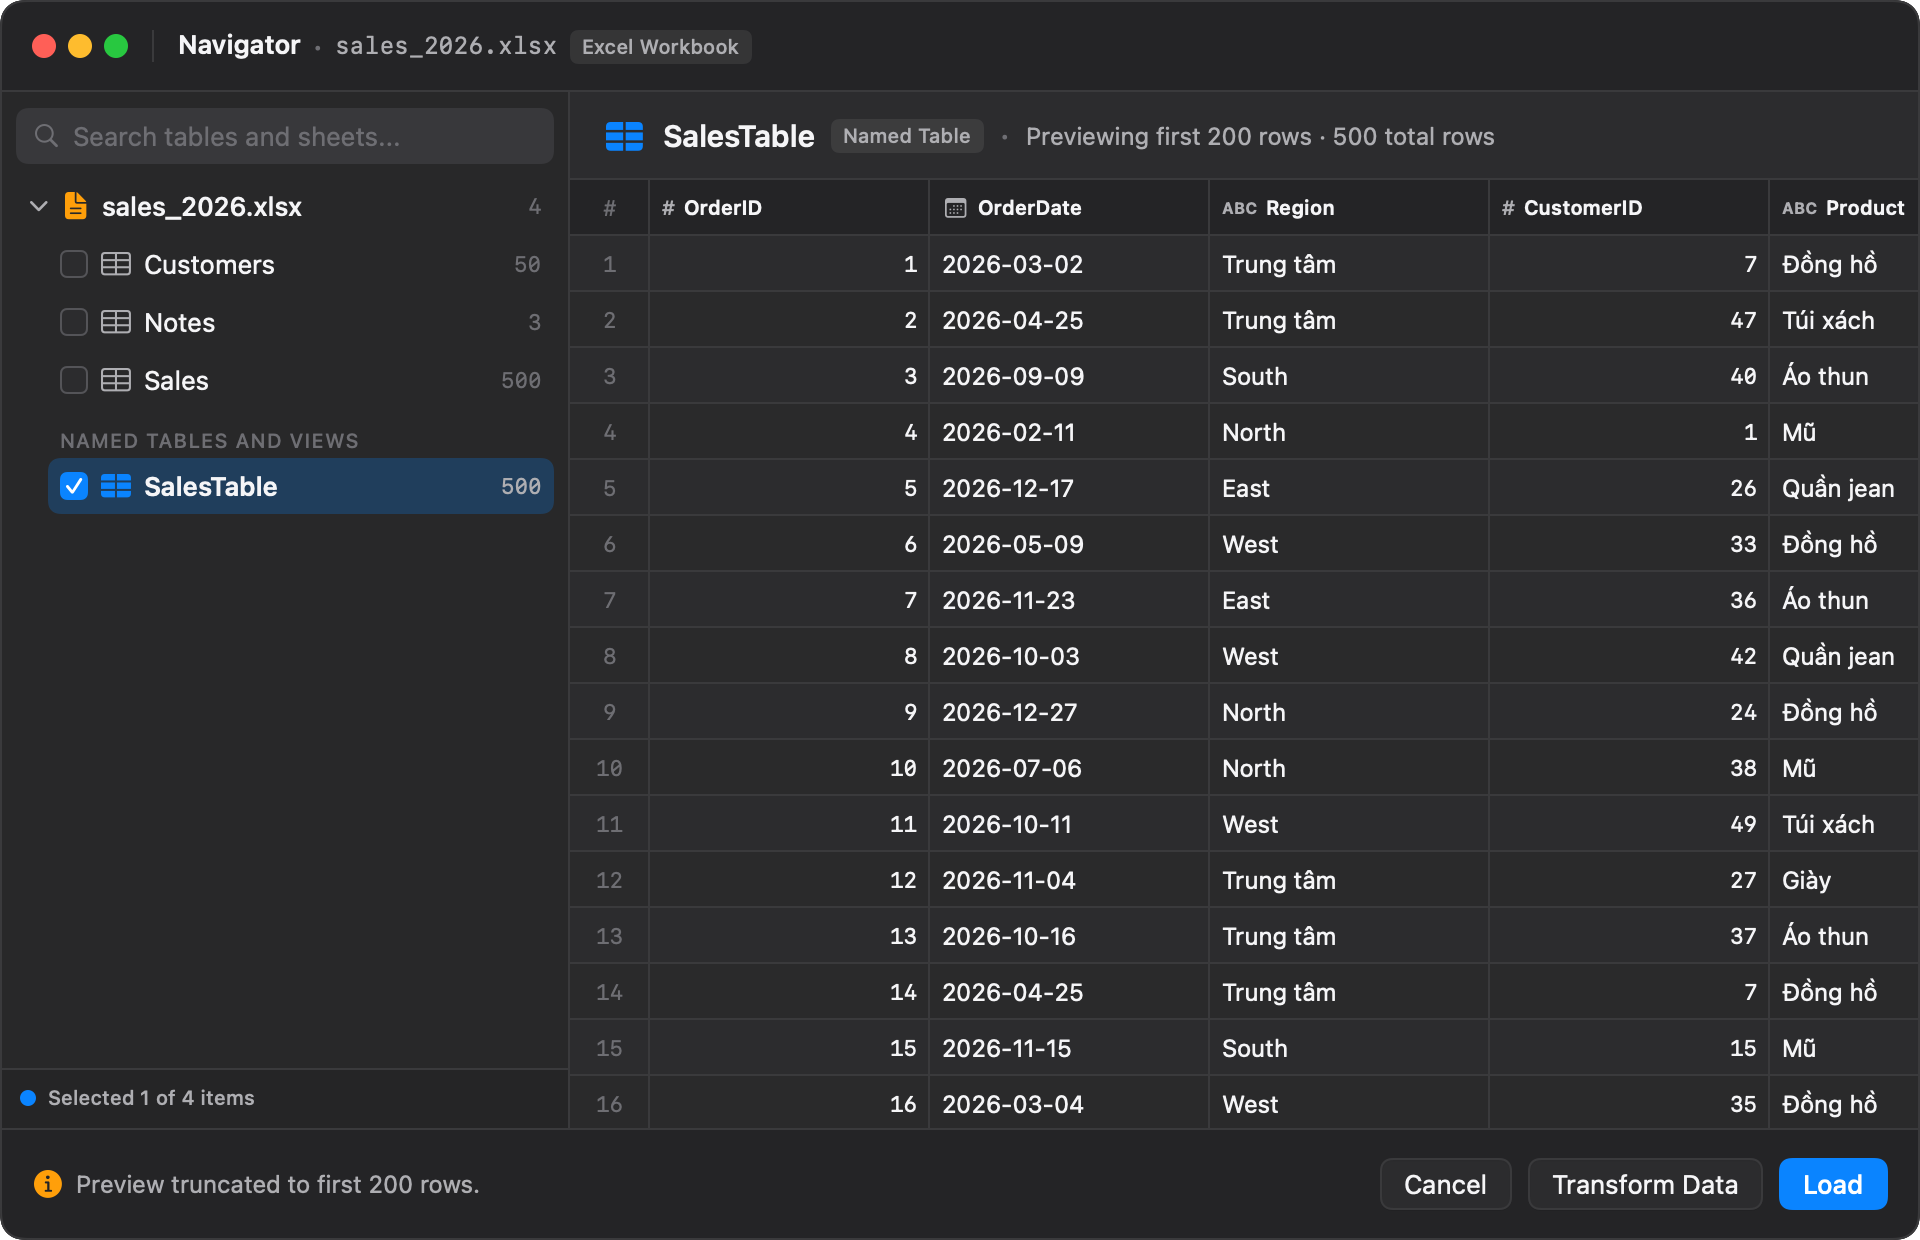 Navigator · sales_2026.xlsx Excel Workbook
Search tables and sheets...
sales_2026.xlsx 4
Customers 50
Notes 3
Sales 500
NAMED TABLES AND VIEWS
SalesTable 500
Selected 1 of 4 items
SalesTable Named Table · Previewing first 200 rows · 500 total rows
# # OrderID OrderDate ABC Region # CustomerID ABC Product
1 1 2026-03-02 Trung tâm 7 Đồng hồ
2 2 2026-04-25 Trung tâm 47 Túi xách
3 3 2026-09-09 South 40 Áo thun
4 4 2026-02-11 North 1 Mũ
5 5 2026-12-17 East 26 Quần jean
6 6 2026-05-09 West 33 Đồng hồ
7 7 2026-11-23 East 36 Áo thun
8 8 2026-10-03 West 42 Quần jean
9 9 2026-12-27 North 24 Đồng hồ
10 10 2026-07-06 North 38 Mũ
11 11 2026-10-11 West 49 Túi xách
12 12 2026-11-04 Trung tâm 27 Giày
13 13 2026-10-16 Trung tâm 37 Áo thun
14 14 2026-04-25 Trung tâm 7 Đồng hồ
15 15 2026-11-15 South 15 Mũ
16 16 2026-03-04 West 35 Đồng hồ
Preview truncated to first 200 rows.
Cancel Transform Data Load